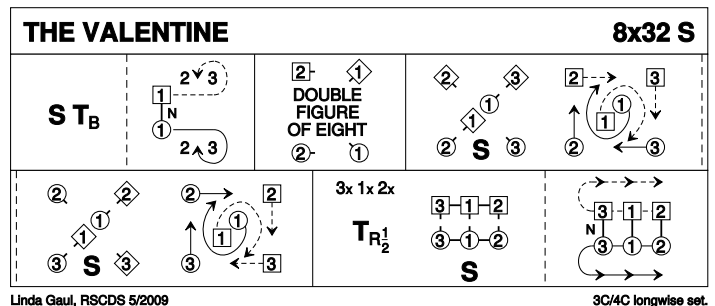 THE VALENTINE 8x32 S
S T_B
1 N 1 2 3 2 3
2 1
DOUBLE
FIGURE
OF EIGHT
2 1
2 3
1 1
2 S 3
2 3
1 1
2 3
2 2
1 1
3 S 3
2 2
1 1
3 3
3x 1x 2x
T_R½
3 1 2
3 1 2
S
3 1 2
N
3 1 2
Linda Gaul, RSCDS 5/2009 3C/4C longwise set.